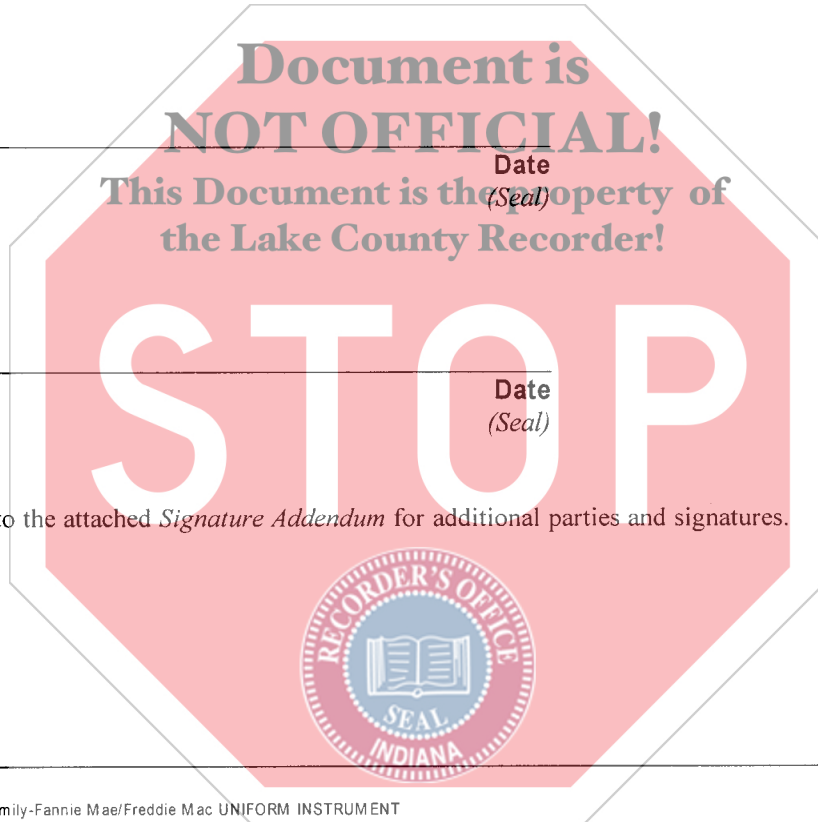 Document is
NOT OFFICIAL!
Date
This Document is the property of
(Seal)
the Lake County Recorder!
STOP
Date
(Seal)
to the attached Signature Addendum for additional parties and signatures.
RECORDER'S OFFICE
SEAL
INDIANA
mily-Fannie Mae/Freddie Mac UNIFORM INSTRUMENT